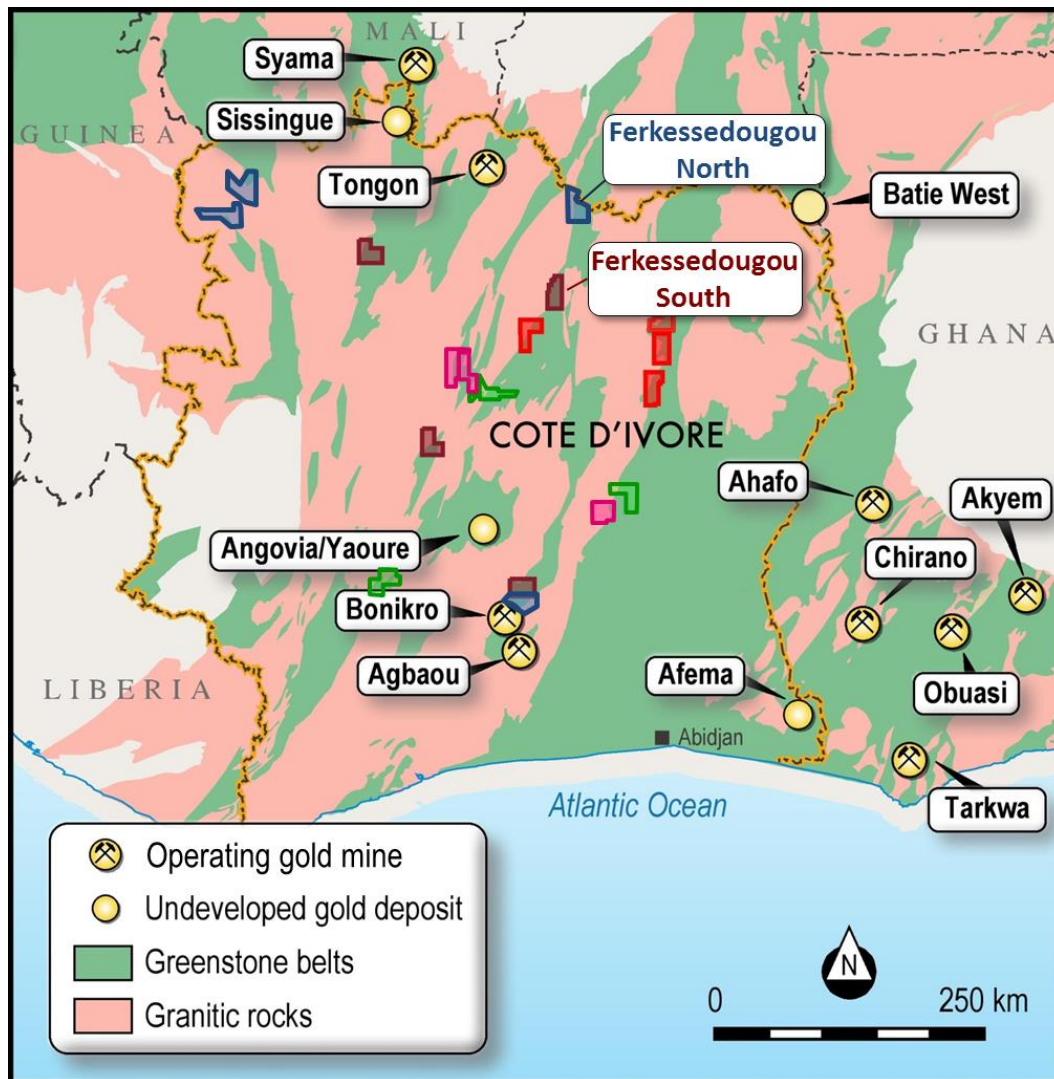 MALI
Syama
Sissingue
GUINEA
Tongon
Ferkessedougou
North
Batie West
Ferkessedougou
South
GHANA
COTE D'IVORE
Ahafo
Akyem
Angovia/Yaoure
Chirano
Bonikro
Agbaou
LIBERIA
Afema
Obuasi
Abidjan
Tarkwa
Atlantic Ocean
Operating gold mine
Undeveloped gold deposit
Greenstone belts
Granitic rocks
N
0 250 km